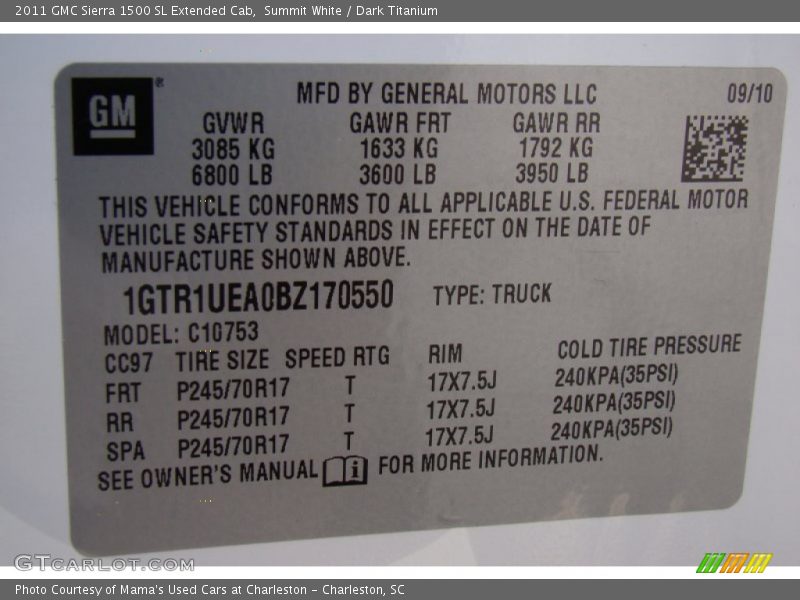 2011 GMC Sierra 1500 SL Extended Cab,  Summit White / Dark Titanium
GM ®
MFD BY GENERAL MOTORS LLC 09/10
GVWR GAWR FRT GAWR RR
3085 KG 1633 KG 1792 KG
6800 LB 3600 LB 3950 LB
THIS VEHICLE CONFORMS TO ALL APPLICABLE U.S. FEDERAL MOTOR
VEHICLE SAFETY STANDARDS IN EFFECT ON THE DATE OF
MANUFACTURE SHOWN ABOVE.
1GTR1UEA0BZ170550 TYPE: TRUCK
MODEL: C10753
CC97 TIRE SIZE SPEED RTG RIM COLD TIRE PRESSURE
FRT P245/70R17 T 17X7.5J 240KPA(35PSI)
RR P245/70R17 T 17X7.5J 240KPA(35PSI)
SPA P245/70R17 T 17X7.5J 240KPA(35PSI)
SEE OWNER'S MANUAL i FOR MORE INFORMATION.
GTCARLOT.COM
Photo Courtesy of Mama's Used Cars at Charleston - Charleston, SC